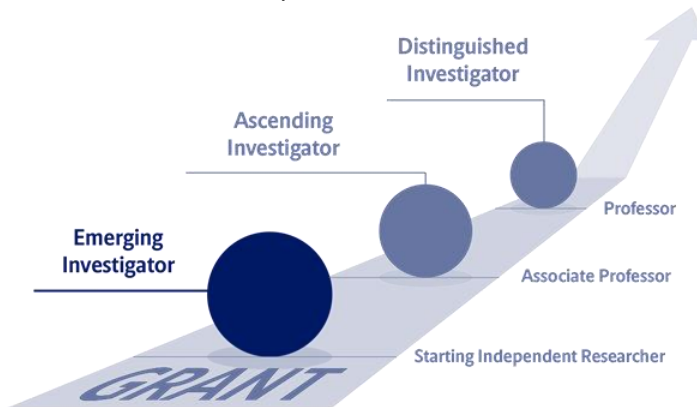 Distinguished
Investigator
Ascending
Investigator
Professor
Emerging
Investigator
Associate Professor
Starting Independent Researcher
GRANT